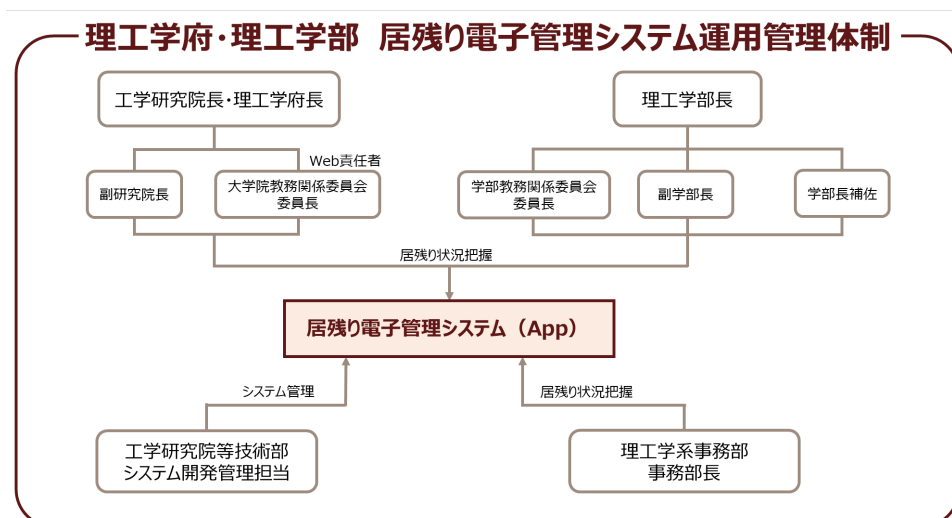 理工学府・理工学部 居残り電子管理システム運用管理体制
工学研究院長・理工学府長
理工学部長
Web責任者
副研究院長
大学院教務関係委員会
委員長
学部教務関係委員会
委員長
副学部長
学部長補佐
居残り状況把握
居残り電子管理システム（App）
システム管理
居残り状況把握
工学研究院等技術部
システム開発管理担当
理工学系事務部
事務部長